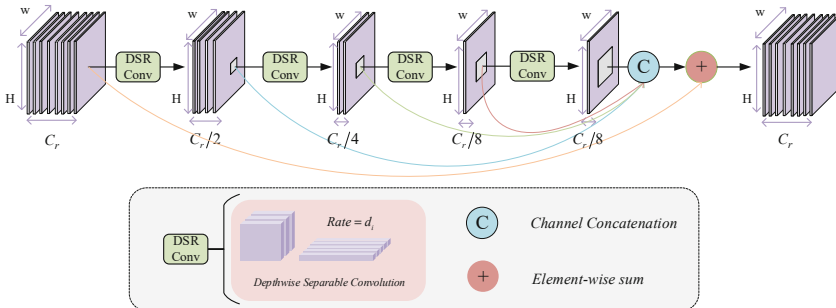 w
w
w
w
w
w
DSR
Conv
DSR
Conv
DSR
Conv
DSR
Conv
C
+
H
H
H
H
H
H
C_r
C_r/2
C_r/4
C_r/8
C_r/8
C_r
DSR
Conv
Rate = d_i
Depthwise Separable Convolution
C
Channel Concatenation
+
Element-wise sum